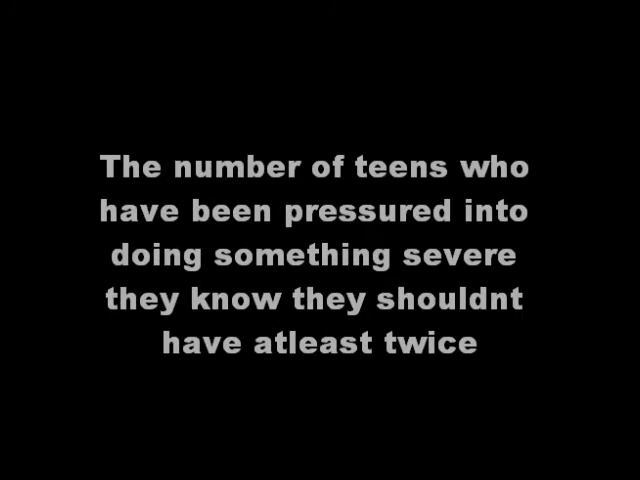 The number of teens who
have been pressured into
doing something severe
they know they shouldnt
have atleast twice